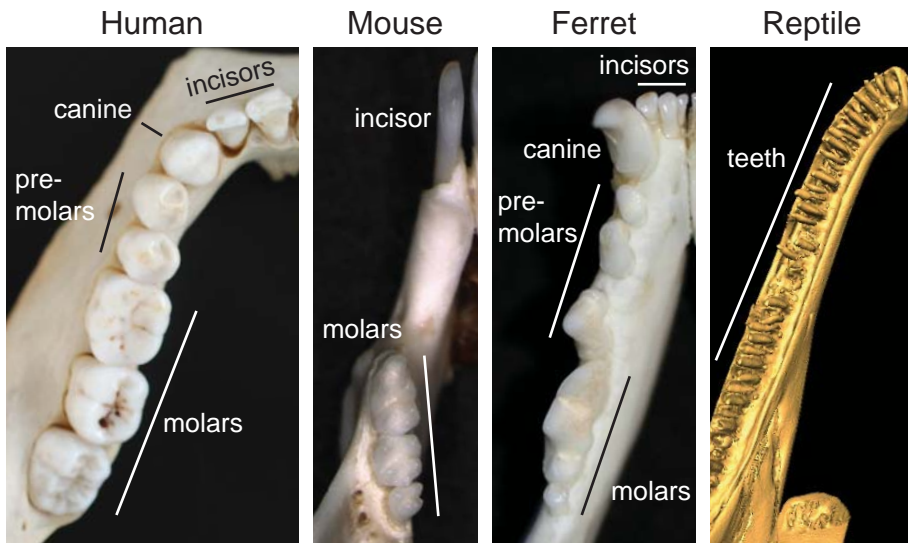 Human
incisors
canine
pre-
molars
molars
Mouse
incisor
molars
Ferret
incisors
canine
pre-
molars
molars
Reptile
teeth